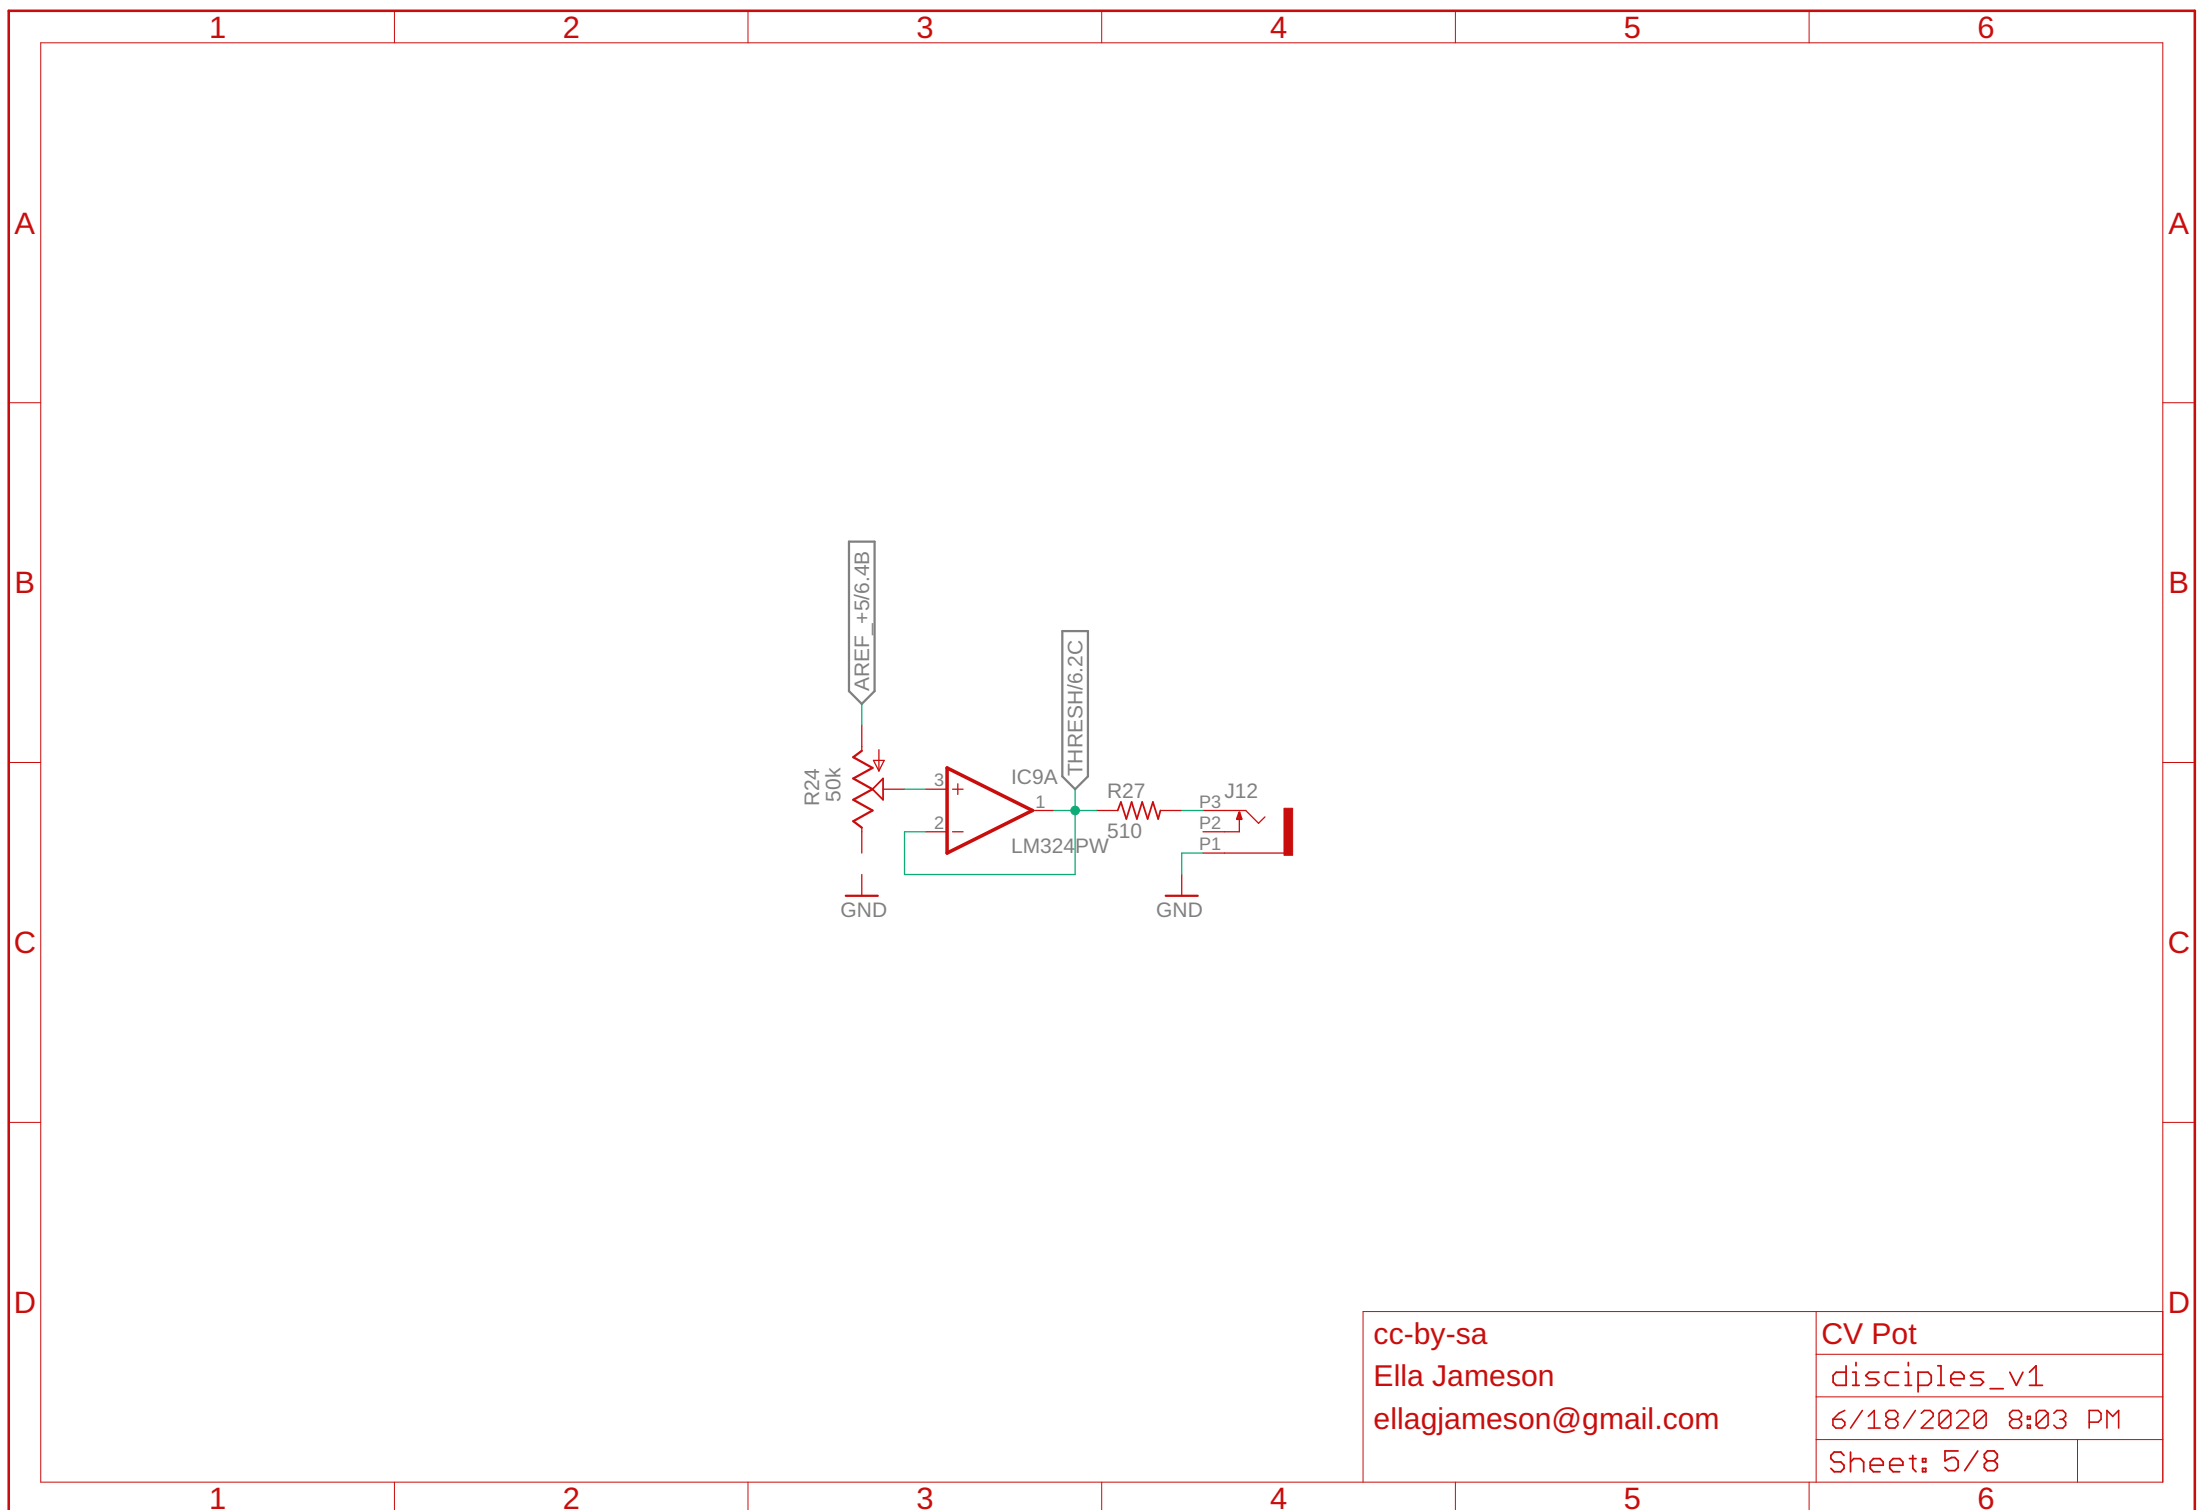 1 2 3 4 5 6
A A
B B
AREF_+5/6.4B
THRESH/6.2C
R24
50k
3
+
2
−
IC9A
1
LM324PW
R27
510
J12
P3
P2
P1
GND GND
C C
D D
cc-by-sa
Ella Jameson
ellagjameson@gmail.com
CV Pot
disciples_v1
6/18/2020 8:03 PM
Sheet: 5/8
1 2 3 4 5 6